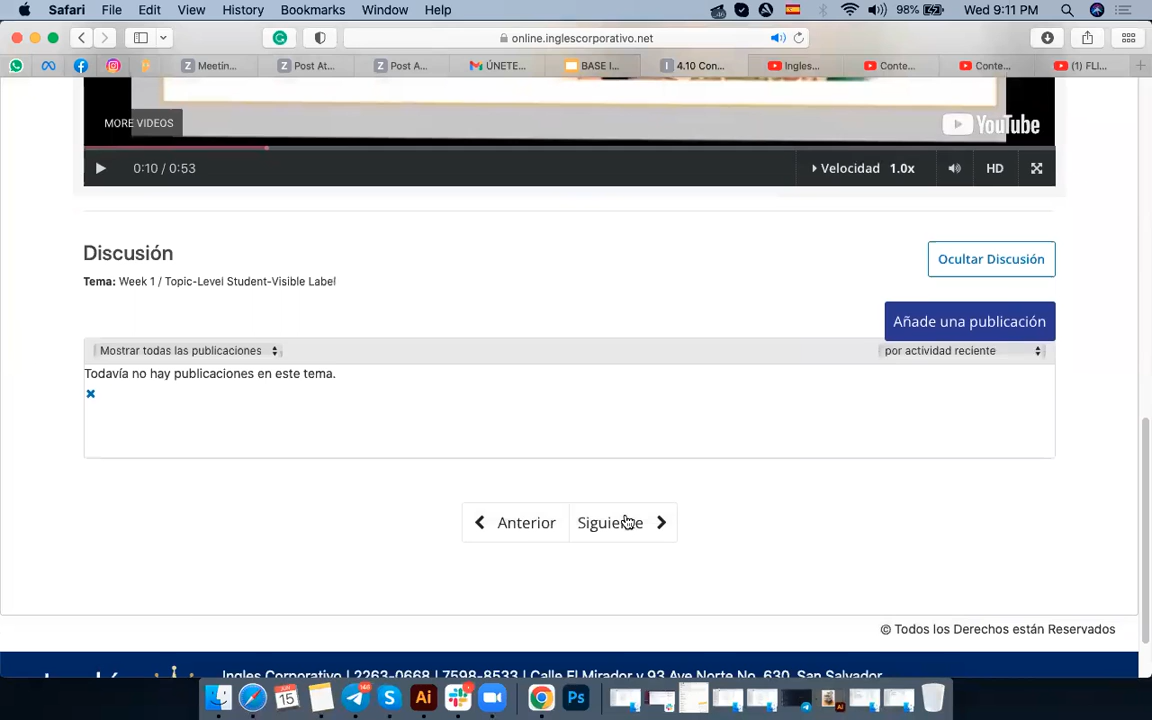 Safari File Edit View History Bookmarks Window Help 98% Wed 9:11 PM
online.inglescorporativo.net
Meetin... Post At... Post A... ÚNETE... BASE I... 4.10 Con... Ingles... Conte... Conte... (1) FLI...
MORE VIDEOS
YouTube
0:10 / 0:53 Velocidad 1.0x HD
Discusión
Ocultar Discusión
Tema: Week 1 / Topic-Level Student-Visible Label
Añade una publicación
Mostrar todas las publicaciones por actividad reciente
Todavía no hay publicaciones en este tema.
Anterior Siguiente
© Todos los Derechos están Reservados
Ingles Corporativo | 2263-0668 | 7598-8533 | Calle El Mirador y 93 Ave Norte No. 630, San Salvador
JUN
15
Ai Ps